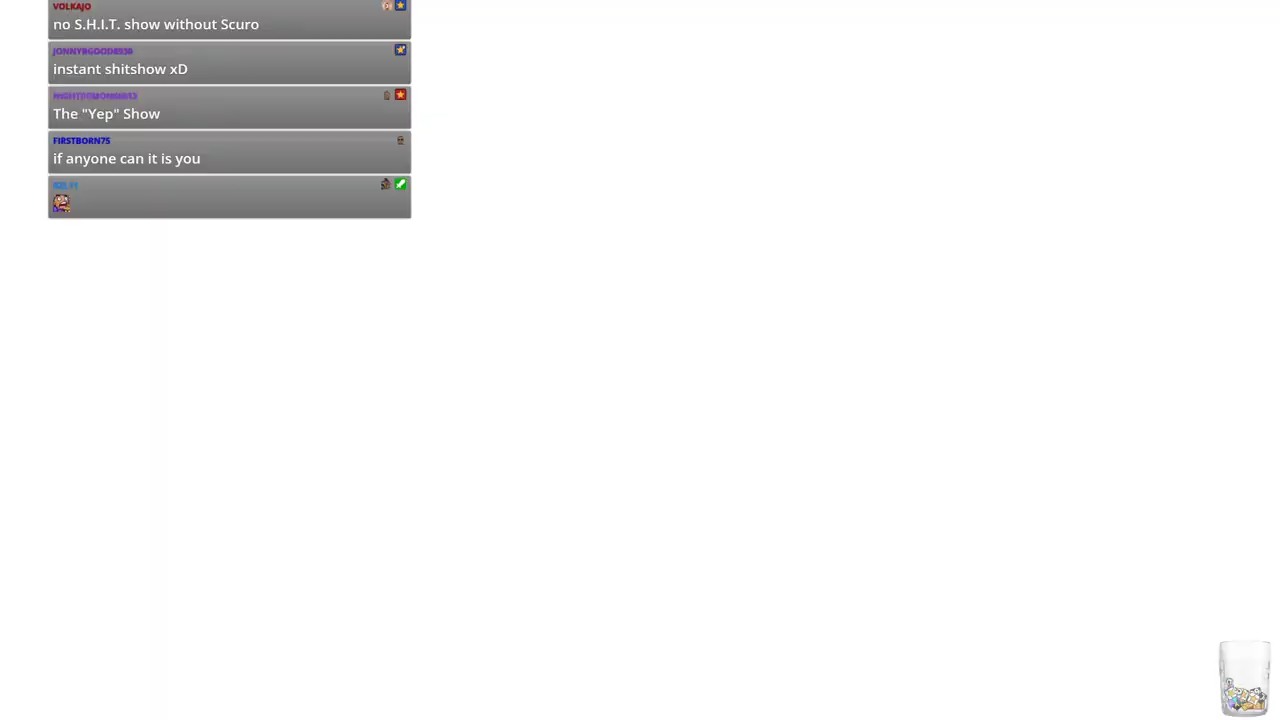 VOLKAJO
no S.H.I.T. show without Scuro
instant shitshow xD
The "Yep" Show
FIRSTBORN75
if anyone can it is you